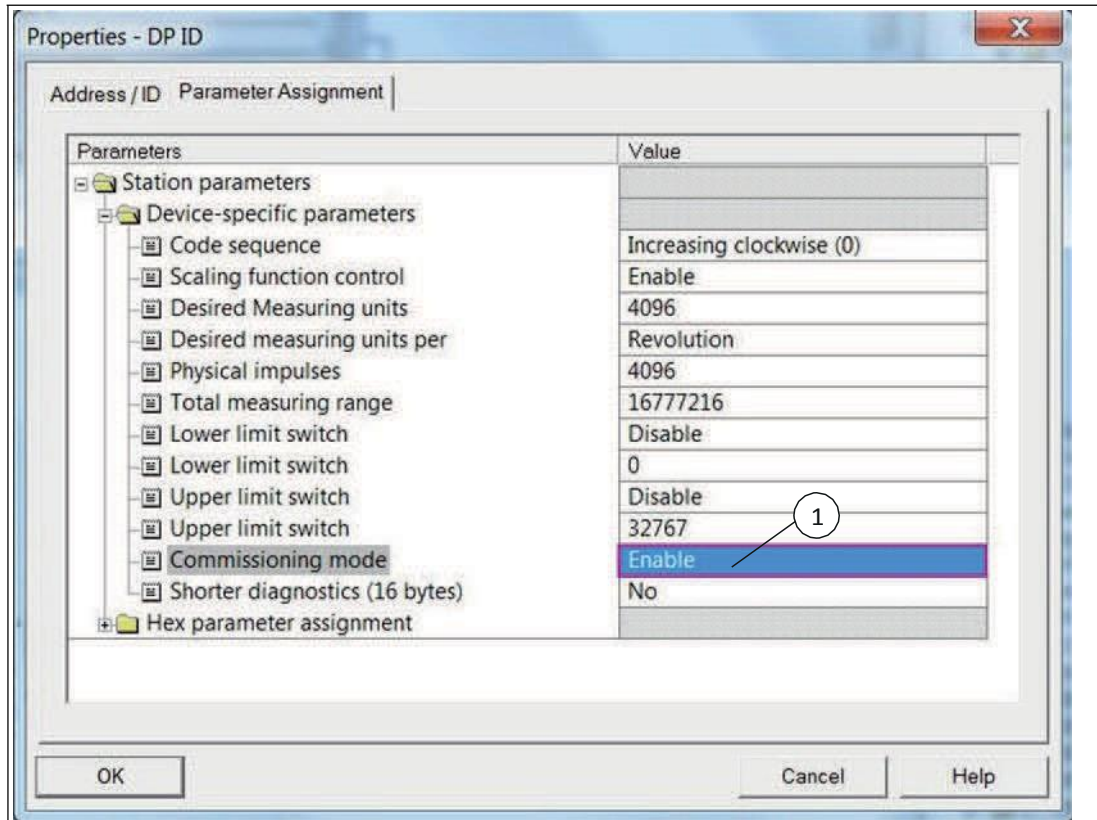 Properties - DP ID
Address / ID Parameter Assignment
Parameters Value
Station parameters
Device-specific parameters
Code sequence Increasing clockwise (0)
Scaling function control Enable
Desired Measuring units 4096
Desired measuring units per Revolution
Physical impulses 4096
Total measuring range 16777216
Lower limit switch Disable
Lower limit switch 0
Upper limit switch Disable
Upper limit switch 32767
1
Commissioning mode Enable
Shorter diagnostics (16 bytes) No
Hex parameter assignment
OK Cancel Help